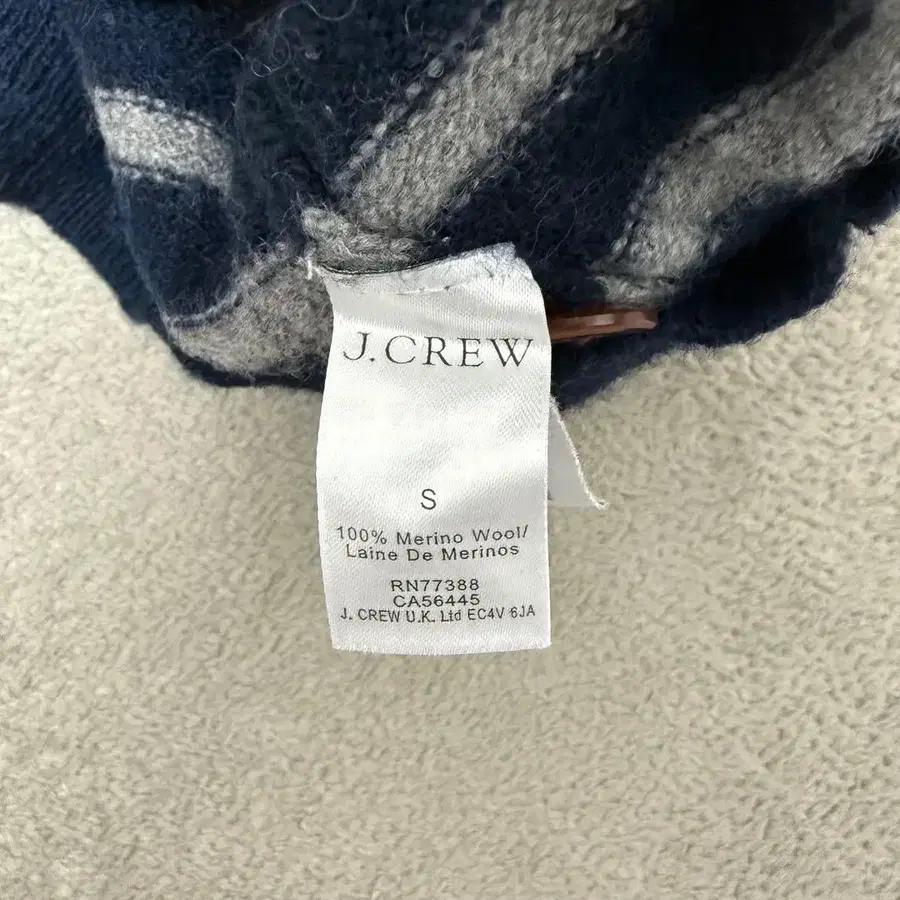 J.CREW
S
100% Merino Wool/
Laine De Merinos
RN77388
CA56445
J. CREW U.K. Ltd EC4V 6JA